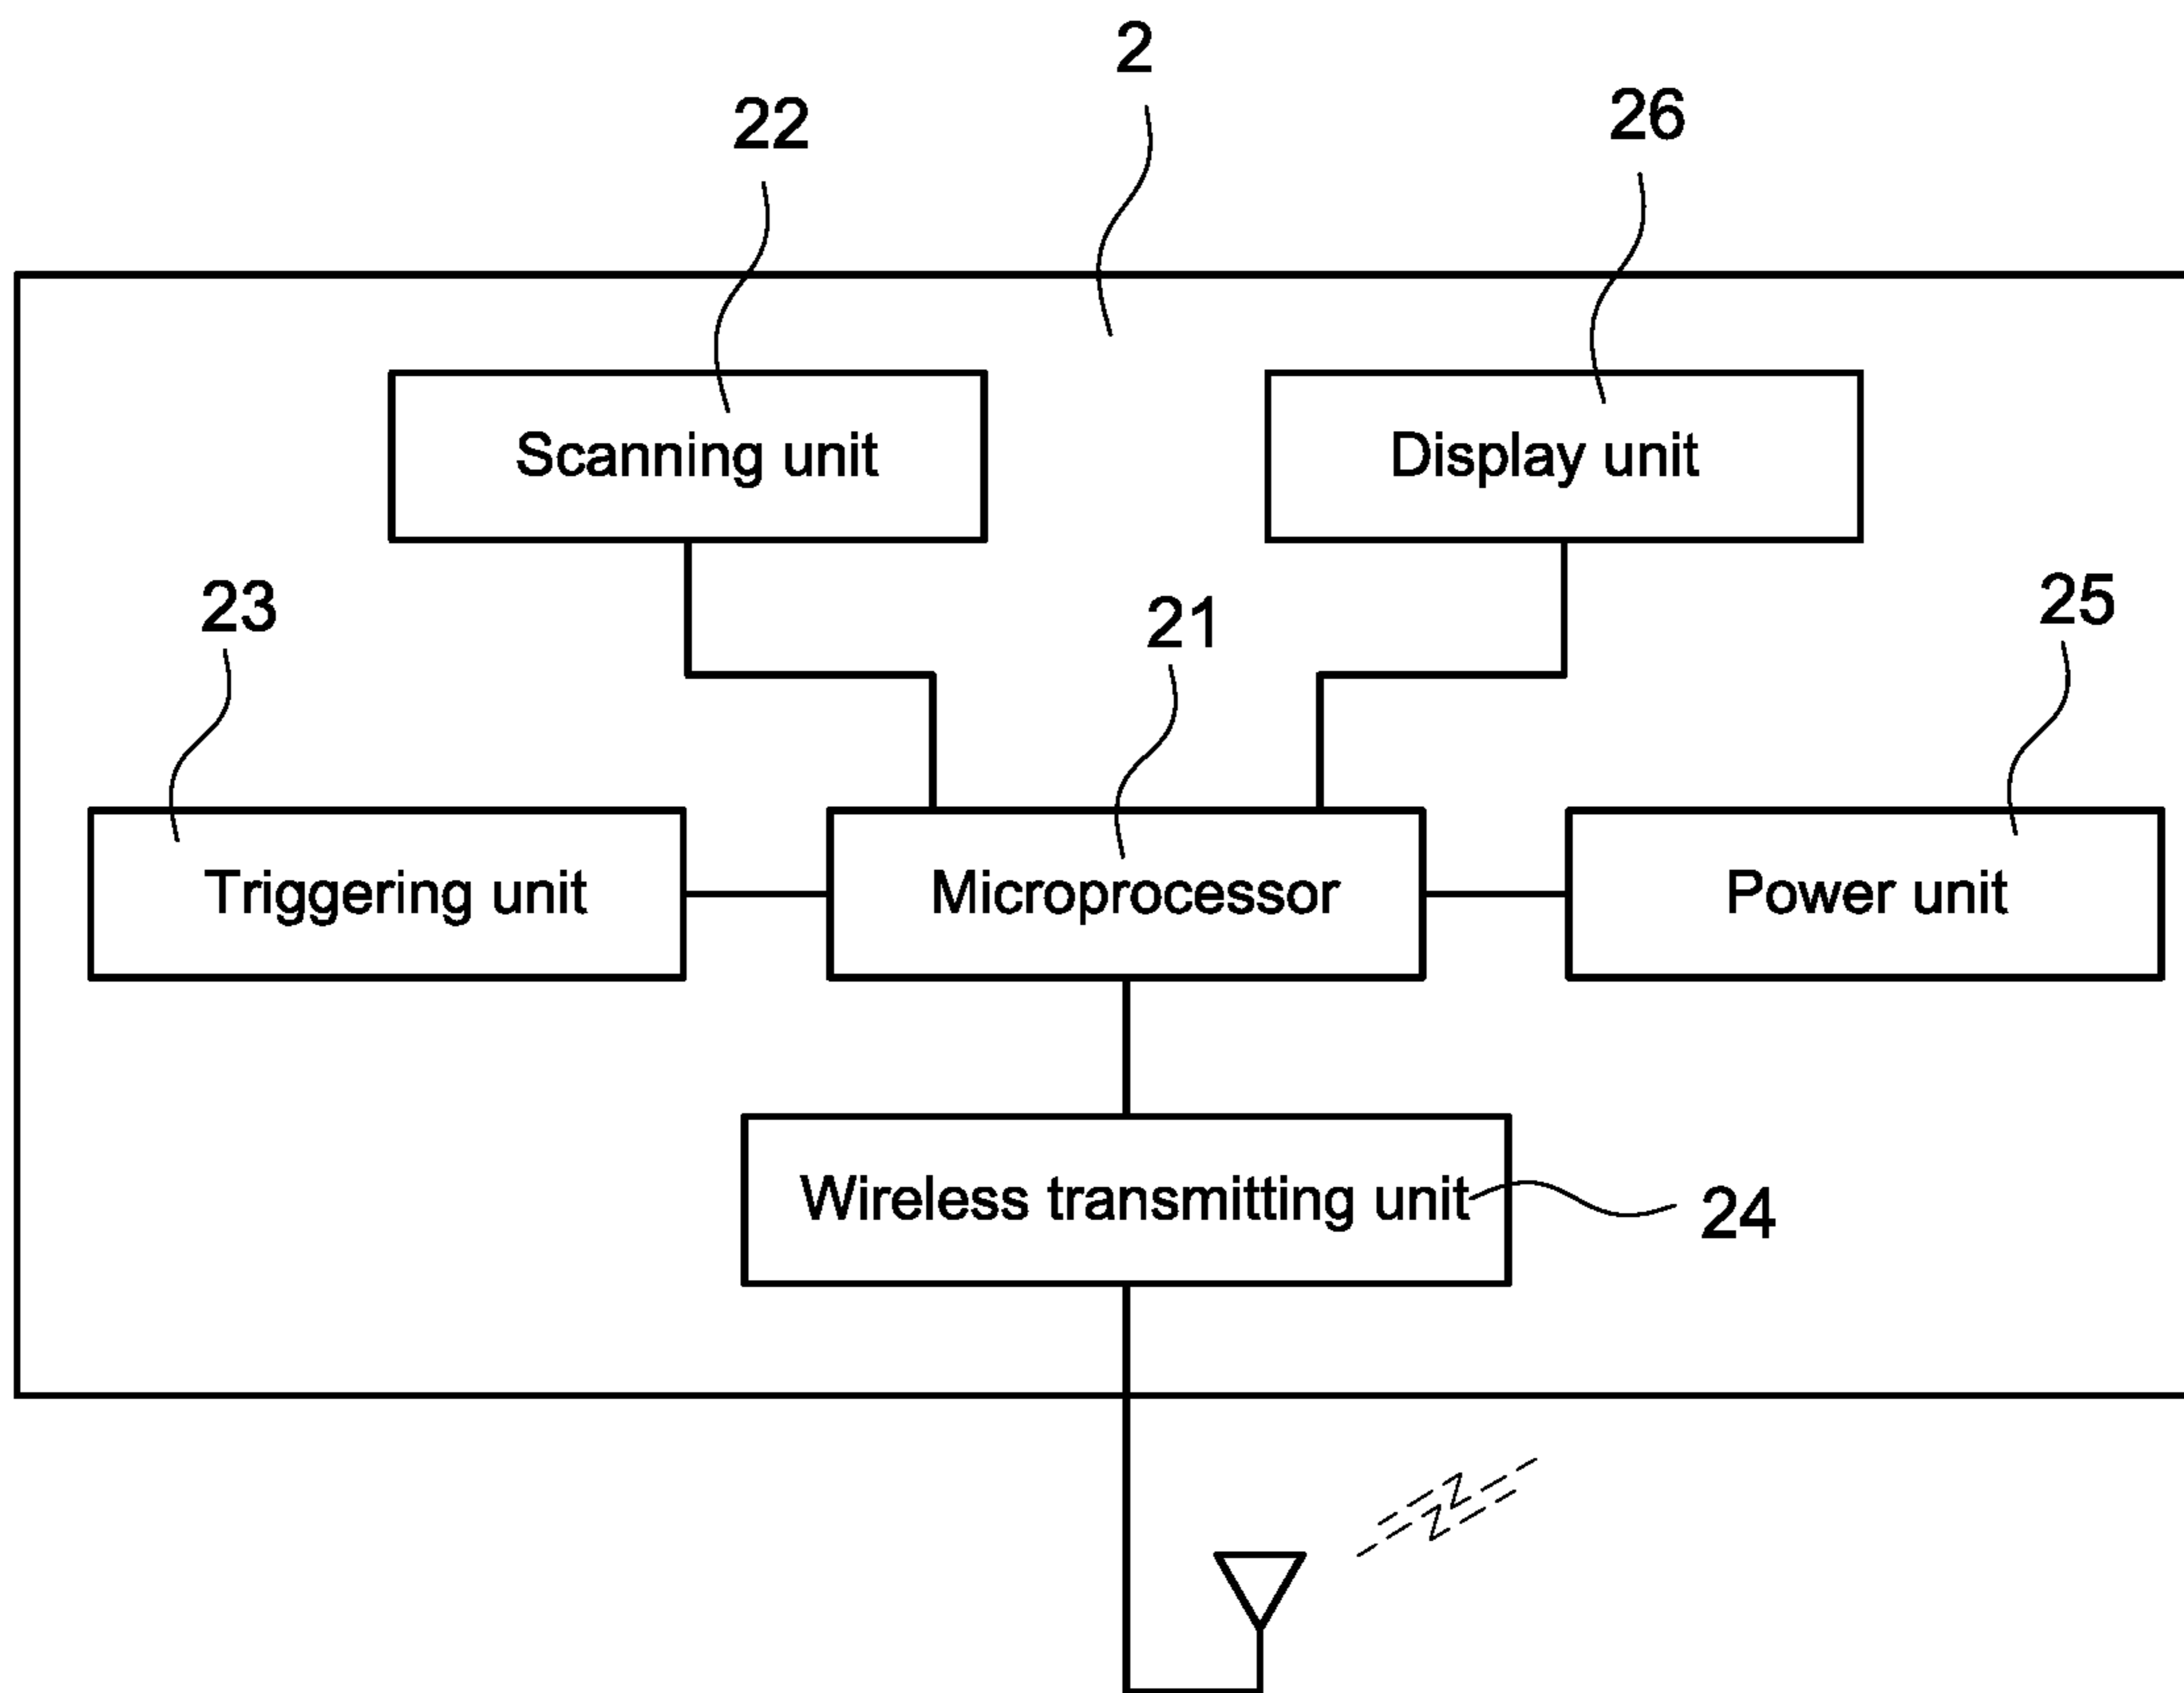 2
22
26
Scanning unit
Display unit
23
21
25
Triggering unit
Microprocessor
Power unit
Wireless transmitting unit
24